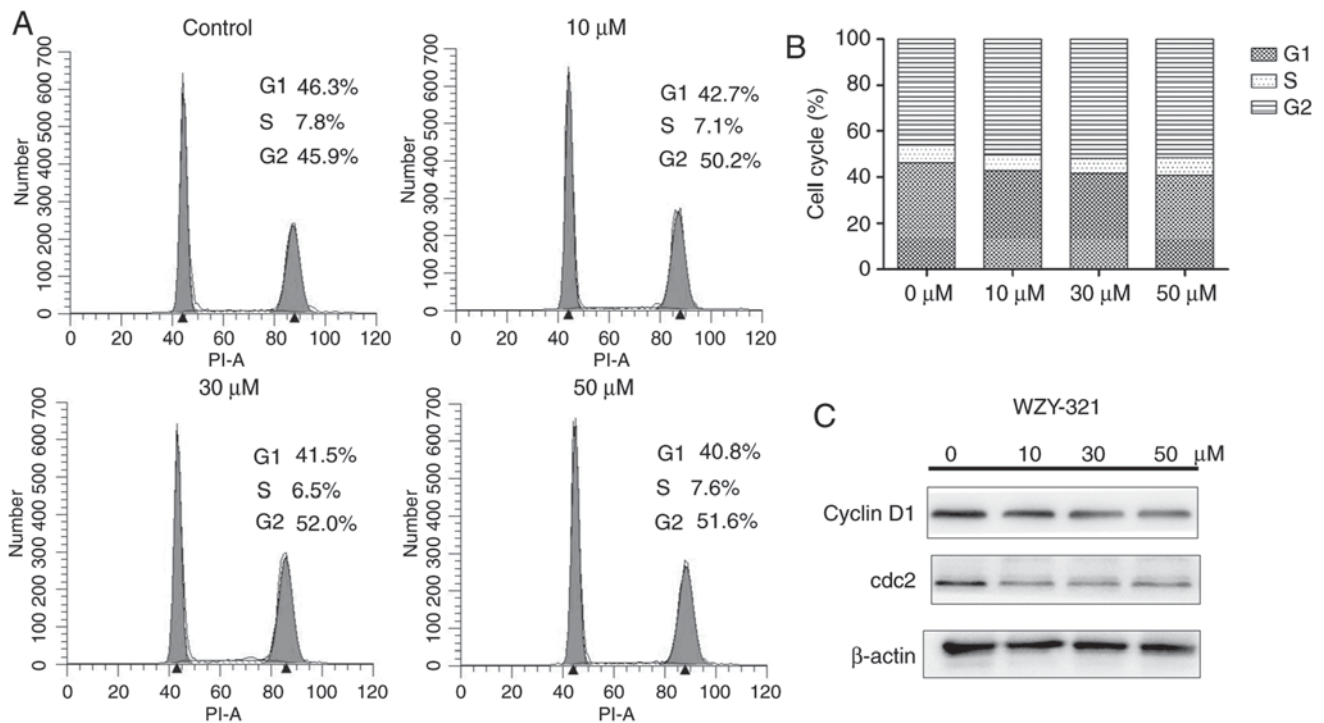 A
Control
Number
0 100 200 300 400 500 600 700
G1 46.3%
S 7.8%
G2 45.9%
0 20 40 60 80 100 120
PI-A
10 μM
Number
0 100 200 300 400 500 600 700
G1 42.7%
S 7.1%
G2 50.2%
0 20 40 60 80 100 120
PI-A
30 μM
Number
0 100 200 300 400 500 600 700
G1 41.5%
S 6.5%
G2 52.0%
0 20 40 60 80 100 120
PI-A
50 μM
Number
0 100 200 300 400 500 600 700
G1 40.8%
S 7.6%
G2 51.6%
0 20 40 60 80 100 120
PI-A
B
Cell cycle (%)
100
80
60
40
20
0
0 μM 10 μM 30 μM 50 μM
G1
S
G2
C
WZY-321
0 10 30 50 μM
Cyclin D1
cdc2
β-actin